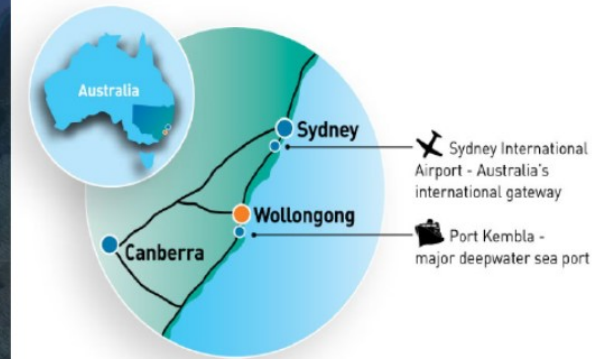 Australia
Sydney
Sydney International
Airport - Australia's
international gateway
Wollongong
Port Kembla -
major deepwater sea port
Canberra